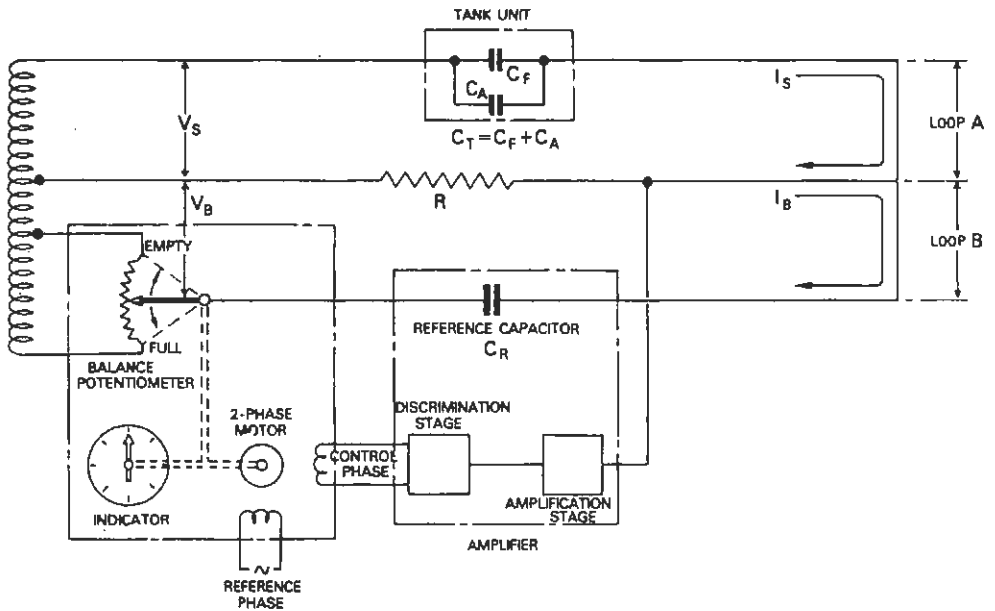 TANK UNIT
C_F
C_A
C_T = C_F + C_A
V_S
I_S
LOOP A
R
V_B
I_B
LOOP B
EMPTY
FULL
BALANCE
POTENTIOMETER
REFERENCE CAPACITOR
C_R
2-PHASE
MOTOR
DISCRIMINATION
STAGE
CONTROL
PHASE
INDICATOR
AMPLIFICATION
STAGE
AMPLIFIER
~
REFERENCE
PHASE